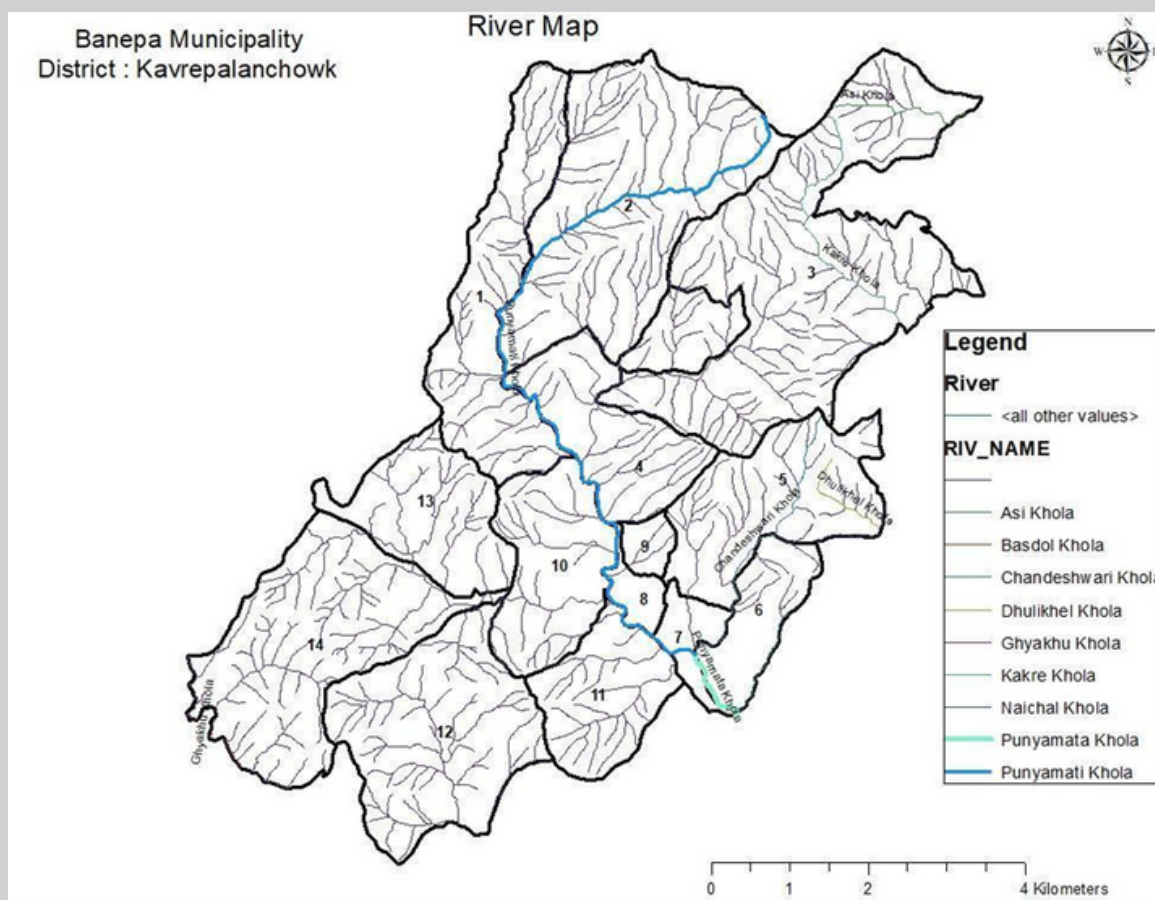 Banepa Municipality
District : Kavrepalanchowk
River Map
N
W
S
Asi Khola
2
Kakre Khola
3
1
Punyamati Khola
Legend
River
<all other values>
RIV_NAME
Asi Khola
Basdol Khola
Chandeshwari Khola
Dhulikhel Khola
Ghyakhu Khola
Kakre Khola
Naichal Khola
Punyamata Khola
Punyamati Khola
4
5
Dhulikhel Khola
Chandeshwari Khola
13
9
10
8
6
7
Punyamata Khola
14
11
12
Ghyakhu Khola
0 1 2 4 Kilometers